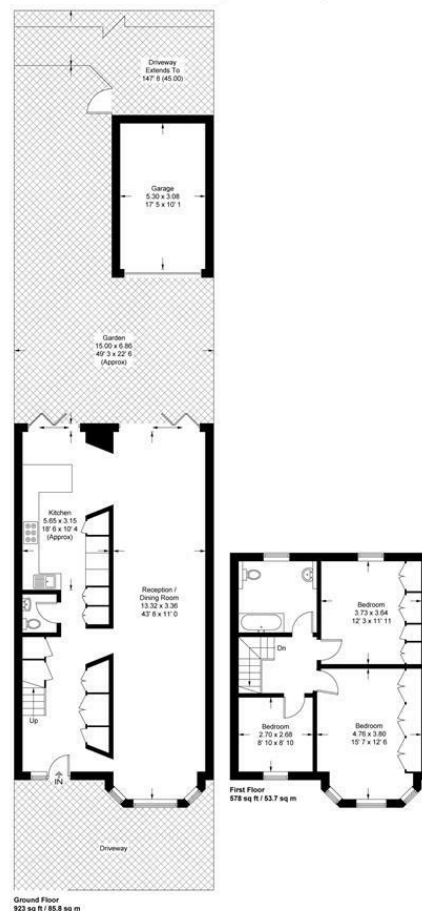 Driveway
Extends To
147' 8 (45.00)
Garage
5.30 x 3.08
17' 5 x 10' 1
Garden
15.00 x 6.86
49' 3 x 22' 6
(Approx)
Kitchen
5.65 x 3.15
18' 6 x 10' 4
(Approx)
Reception /
Dining Room
13.32 x 3.36
43' 8 x 11' 0
Up
IN
Driveway
Ground Floor
923 sq ft / 85.8 sq m
Bedroom
3.73 x 3.64
12' 3 x 11' 11
Dn
Bedroom
2.70 x 2.68
8' 10 x 8' 10
Bedroom
4.76 x 3.80
15' 7 x 12' 6
First Floor
578 sq ft / 53.7 sq m